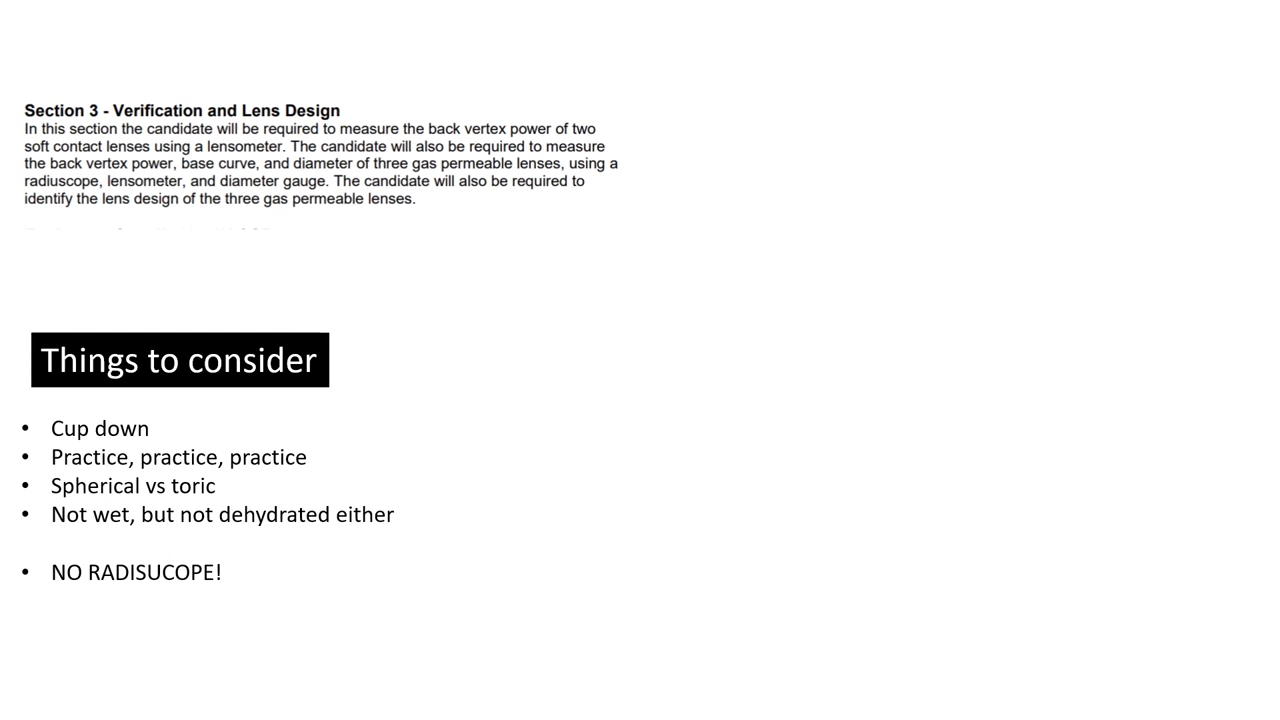 Section 3 - Verification and Lens Design
In this section the candidate will be required to measure the back vertex power of two
soft contact lenses using a lensometer. The candidate will also be required to measure
the back vertex power, base curve, and diameter of three gas permeable lenses, using a
radiuscope, lensometer, and diameter gauge. The candidate will also be required to
identify the lens design of the three gas permeable lenses.
Things to consider
• Cup down
• Practice, practice, practice
• Spherical vs toric
• Not wet, but not dehydrated either
• NO RADISUCOPE!